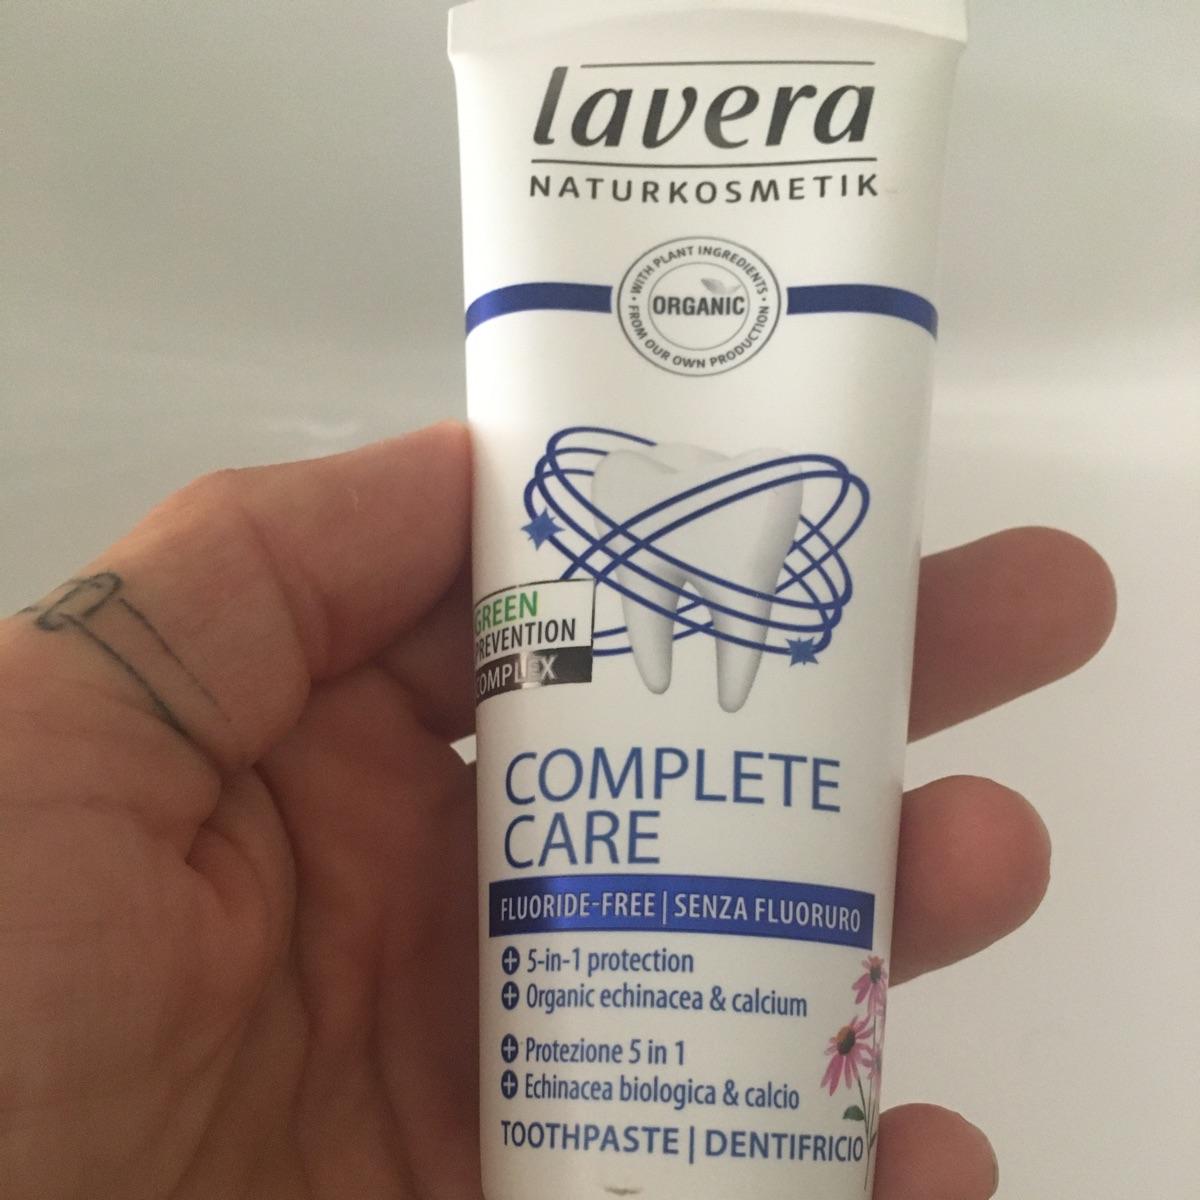 lavera
NATURKOSMETIK
• WITH PLANT INGREDIENTS •
ORGANIC
FROM OUR OWN PRODUCTION
GREEN
PREVENTION
COMPLEX
COMPLETE
CARE
FLUORIDE-FREE | SENZA FLUORURO
+ 5-in-1 protection
+ Organic echinacea & calcium
+ Protezione 5 in 1
+ Echinacea biologica & calcio
TOOTHPASTE | DENTIFRICIO